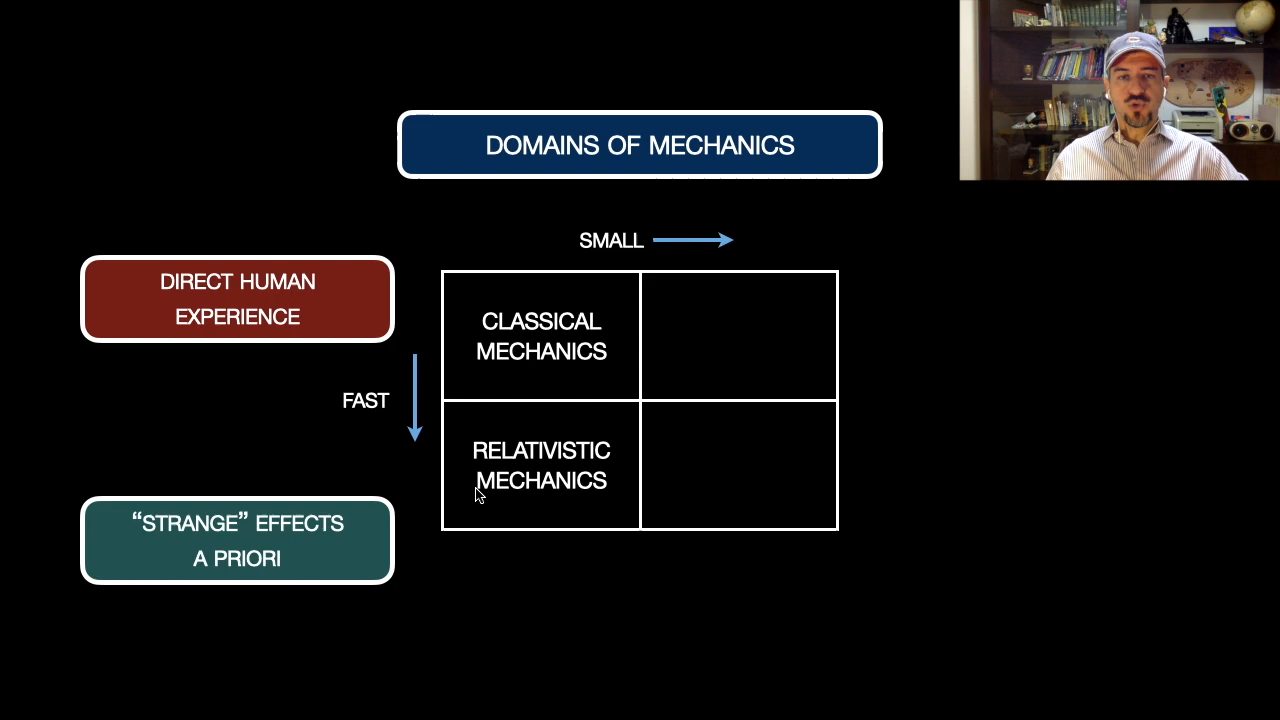 DOMAINS OF MECHANICS
SMALL
DIRECT HUMAN
EXPERIENCE
CLASSICAL
MECHANICS
FAST
RELATIVISTIC
MECHANICS
“STRANGE” EFFECTS
A PRIORI